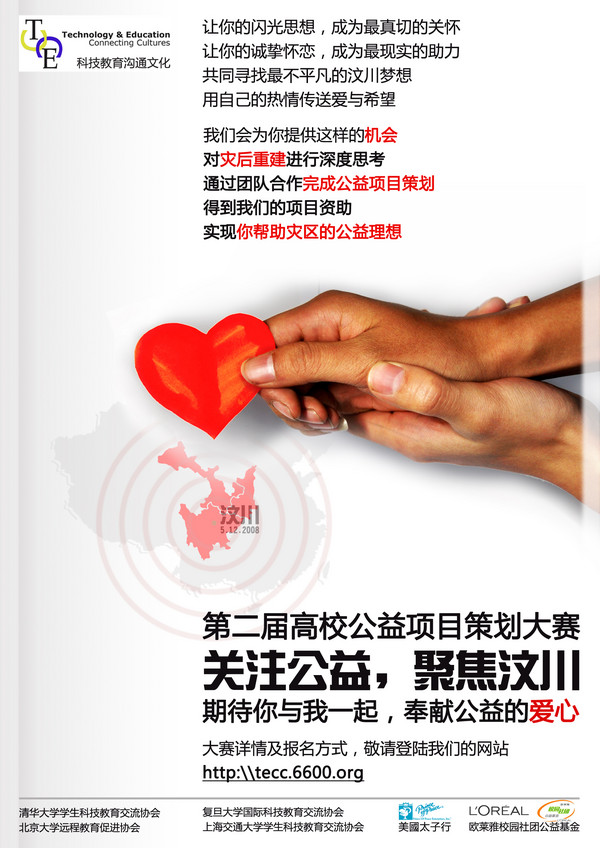 T
E
Technology & Education
Connecting Cultures
科技教育沟通文化
让你的闪光思想，成为最真切的关怀
让你的诚挚怀恋，成为最现实的助力
共同寻找最不平凡的汶川梦想
用自己的热情传送爱与希望
我们会为你提供这样的机会
对灾后重建进行深度思考
通过团队合作完成公益项目策划
得到我们的项目资助
实现你帮助灾区的公益理想
汶川
5.12.2008
第二届高校公益项目策划大赛
关注公益，聚焦汶川
期待你与我一起，奉献公益的爱心
大赛详情及报名方式，敬请登陆我们的网站
http:\\tecc.6600.org
清华大学学生科技教育交流协会
北京大学远程教育促进协会
复旦大学国际科技教育交流协会
上海交通大学学生科技教育交流协会
美國太子行
L'ORÉAL
欧莱雅校园社团公益基金